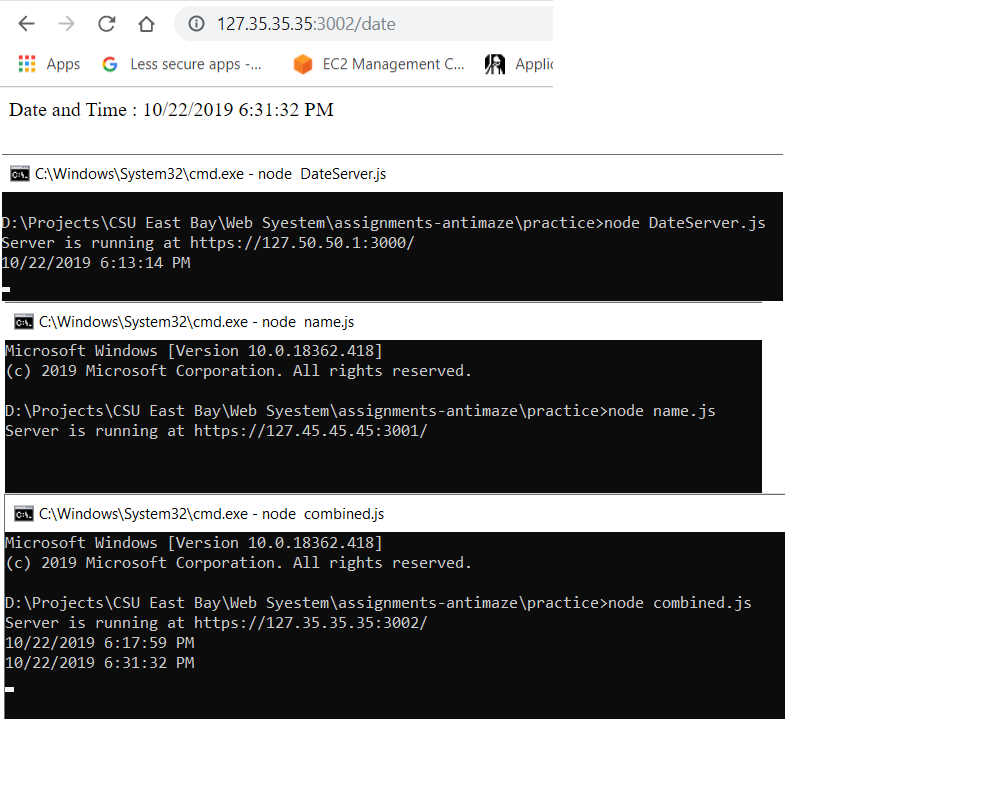 127.35.35.35:3002/date
Apps Less secure apps -... EC2 Management C... Applic
Date and Time : 10/22/2019 6:31:32 PM
C:\Windows\System32\cmd.exe - node DateServer.js
D:\Projects\CSU East Bay\Web Syestem\assignments-antimaze\practice>node DateServer.js
Server is running at https://127.50.50.1:3000/
10/22/2019 6:13:14 PM
C:\Windows\System32\cmd.exe - node name.js
Microsoft Windows [Version 10.0.18362.418]
(c) 2019 Microsoft Corporation. All rights reserved.
D:\Projects\CSU East Bay\Web Syestem\assignments-antimaze\practice>node name.js
Server is running at https://127.45.45.45:3001/
C:\Windows\System32\cmd.exe - node combined.js
Microsoft Windows [Version 10.0.18362.418]
(c) 2019 Microsoft Corporation. All rights reserved.
D:\Projects\CSU East Bay\Web Syestem\assignments-antimaze\practice>node combined.js
Server is running at https://127.35.35.35:3002/
10/22/2019 6:17:59 PM
10/22/2019 6:31:32 PM